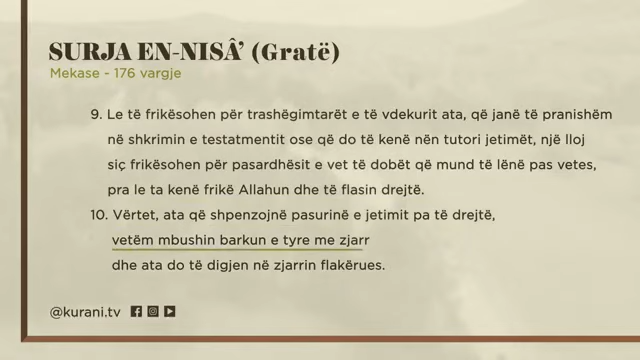 SURJA EN-NISÂ’ (Gratë)
Mekase - 176 vargje
9. Le të frikësohen për trashëgimtarët e të vdekurit ata, që janë të pranishëm
në shkrimin e testatmentit ose që do të kenë nën tutori jetimët, një lloj
siç frikësohen për pasardhësit e vet të dobët që mund të lënë pas vetes,
pra le ta kenë frikë Allahun dhe të flasin drejtë.
10. Vërtet, ata që shpenzojnë pasurinë e jetimit pa të drejtë,
vetëm mbushin barkun e tyre me zjarr
dhe ata do të digjen në zjarrin flakërues.
@kurani.tv